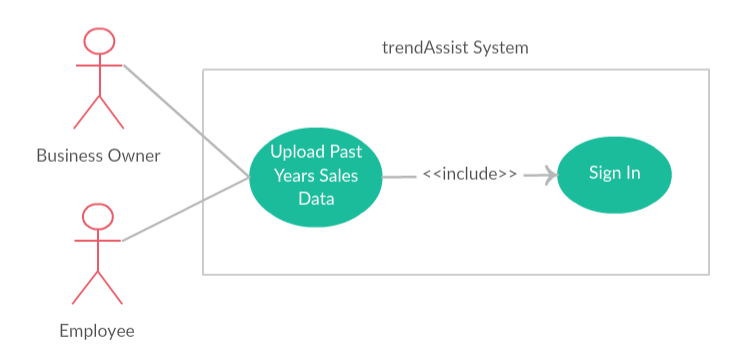 trendAssist System
Business Owner
Upload Past
Years Sales
Data
<<include>>
Sign In
Employee